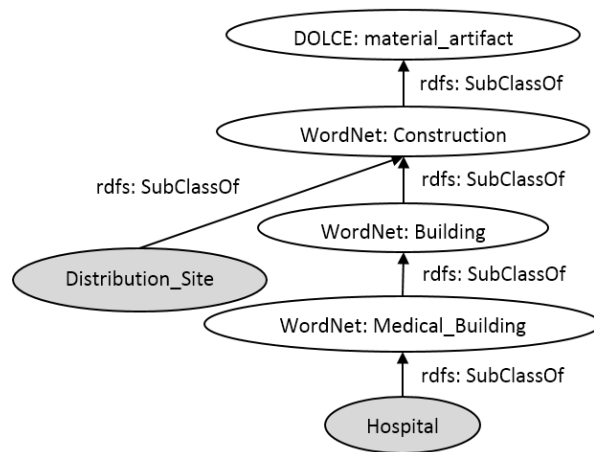 DOLCE: material_artifact
rdfs: SubClassOf
WordNet: Construction
rdfs: SubClassOf
rdfs: SubClassOf
WordNet: Building
Distribution_Site
rdfs: SubClassOf
WordNet: Medical_Building
rdfs: SubClassOf
Hospital